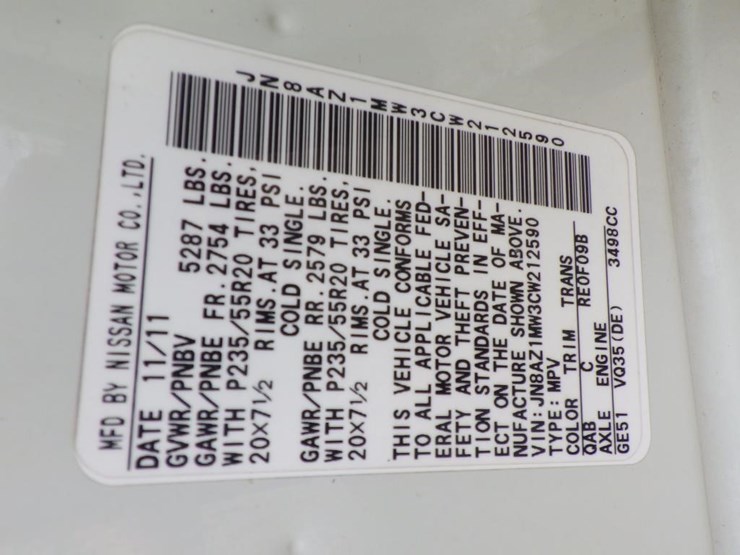 JN8AZ1MW3CW212590
MFD BY NISSAN MOTOR CO.,LTD.
DATE 11/11
GVWR/PNBV 5287 LBS.
GAWR/PNBE FR. 2754 LBS.
WITH P235/55R20 TIRES,
20X7½ RIMS.AT 33 PSI
COLD SINGLE.
GAWR/PNBE RR. 2579 LBS.
WITH P235/55R20 TIRES,
20X7½ RIMS.AT 33 PSI
COLD SINGLE.
THIS VEHICLE CONFORMS
TO ALL APPLICABLE FED-
ERAL MOTOR VEHICLE SA-
FETY AND THEFT PREVEN-
TION STANDARDS IN EFF-
ECT ON THE DATE OF MA-
NUFACTURE SHOWN ABOVE.
VIN:JN8AZ1MW3CW212590
TYPE: MPV
COLOR TRIM TRANS
QAB C RE0F09B
AXLE ENGINE
GE51 VQ35(DE) 3498CC